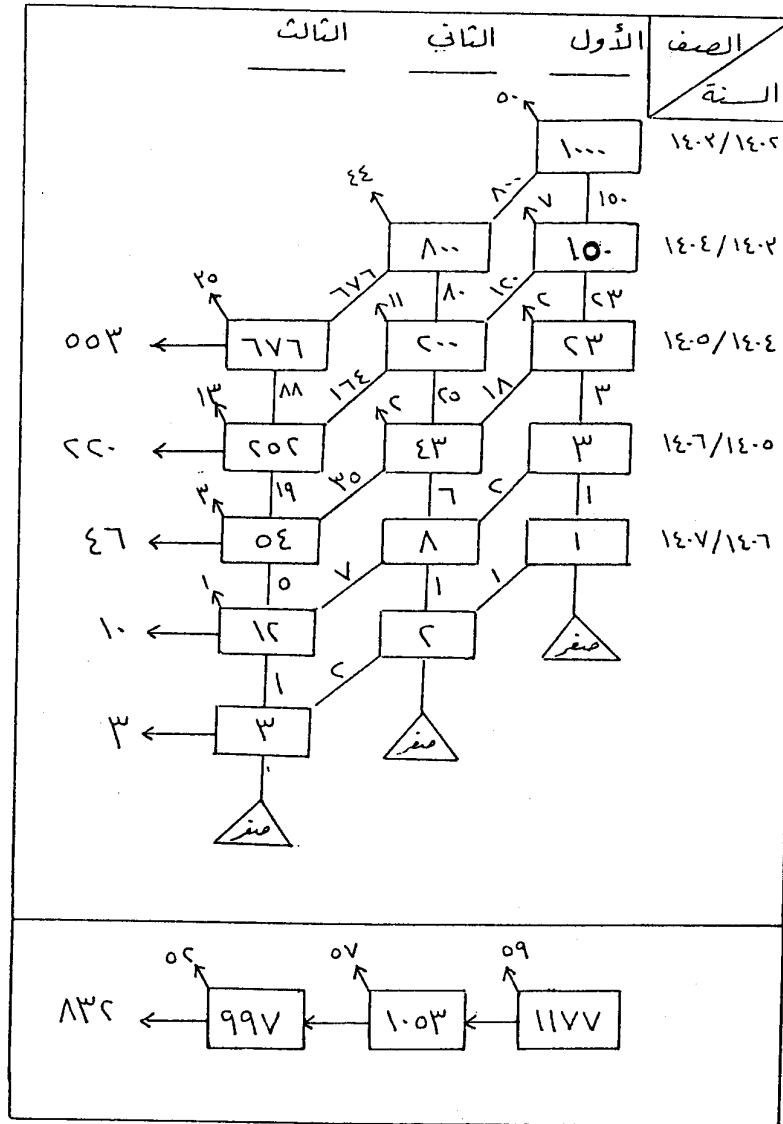 الصف الأول الثاني الثالث
السنة
٥٠
١٠٠٠ ١٤٠٣/١٤٠٢
٤٤ ٨٠٠ ٧ ١٥٠
٨٠٠ ١٥٠ ١٤٠٤/١٤٠٣
٢٥ ٦٧٦ ١١ ٨٠ ١٢٠ ٢ ٢٣
٥٥٣ ٦٧٦ ٢٠٠ ٢٣ ١٤٠٥/١٤٠٤
١٣ ٨٨ ١٦٤ ٢ ٢٥ ١٨ ٣
٢٢٠ ٢٥٢ ٤٣ ٣ ١٤٠٦/١٤٠٥
٣ ١٩ ٣٥ ٦ ٢ ١
٤٦ ٥٤ ٨ ١ ١٤٠٧/١٤٠٦
١ ٥ ٧ ١ ١
١٠ ١٢ ٢ صفر
١ ٢
٣ ٣ صفر
٠
صفر
٥٢ ٥٧ ٥٩
٨٣٢ ٩٩٧ ١٠٥٣ ١١٧٧